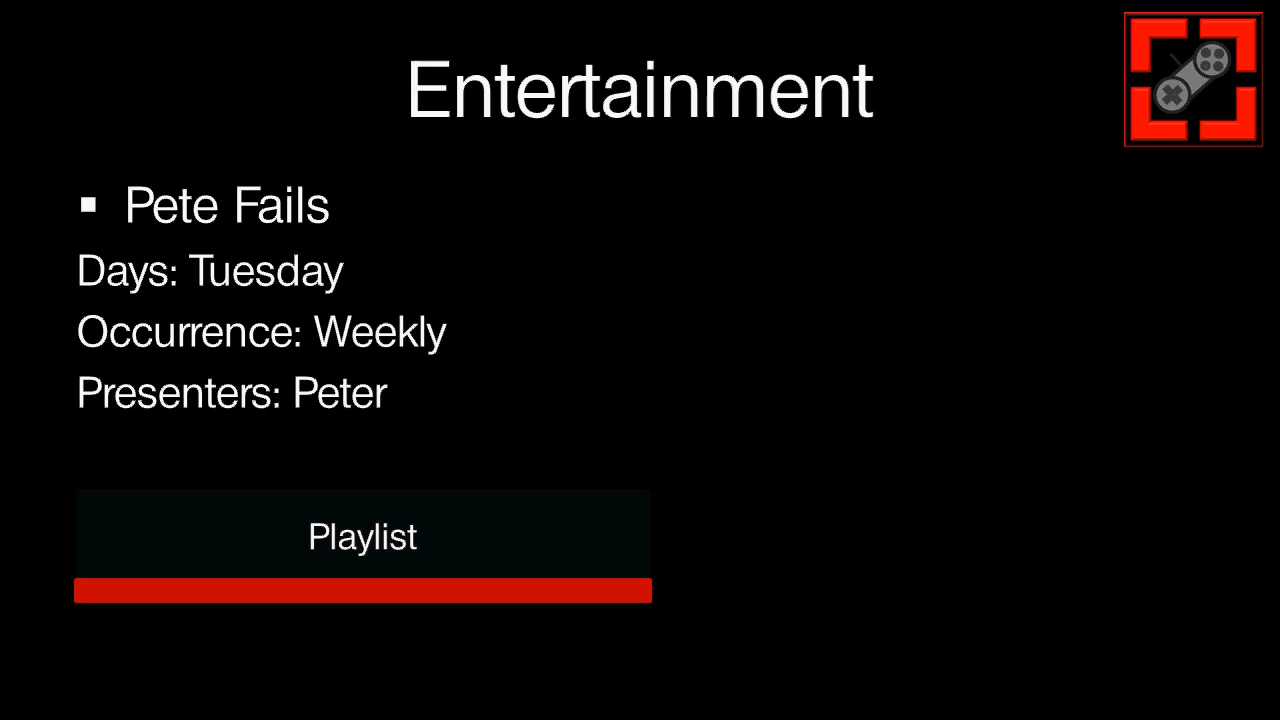 Entertainment
▪ Pete Fails
Days: Tuesday
Occurrence: Weekly
Presenters: Peter
Playlist